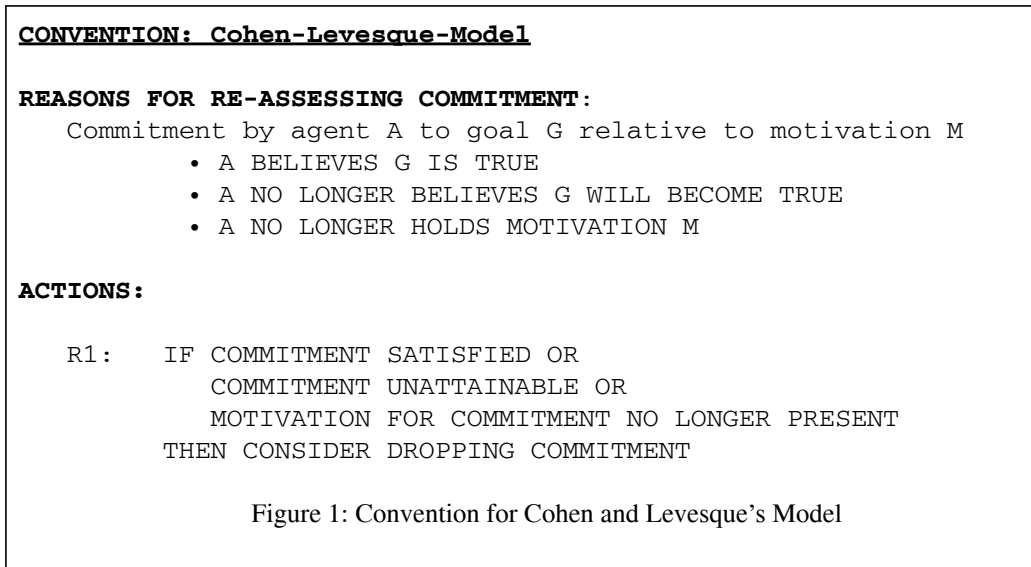 CONVENTION: Cohen-Levesque-Model
REASONS FOR RE-ASSESSING COMMITMENT:
Commitment by agent A to goal G relative to motivation M
• A BELIEVES G IS TRUE
• A NO LONGER BELIEVES G WILL BECOME TRUE
• A NO LONGER HOLDS MOTIVATION M
ACTIONS:
R1: IF COMMITMENT SATISFIED OR
COMMITMENT UNATTAINABLE OR
MOTIVATION FOR COMMITMENT NO LONGER PRESENT
THEN CONSIDER DROPPING COMMITMENT
Figure 1: Convention for Cohen and Levesque's Model